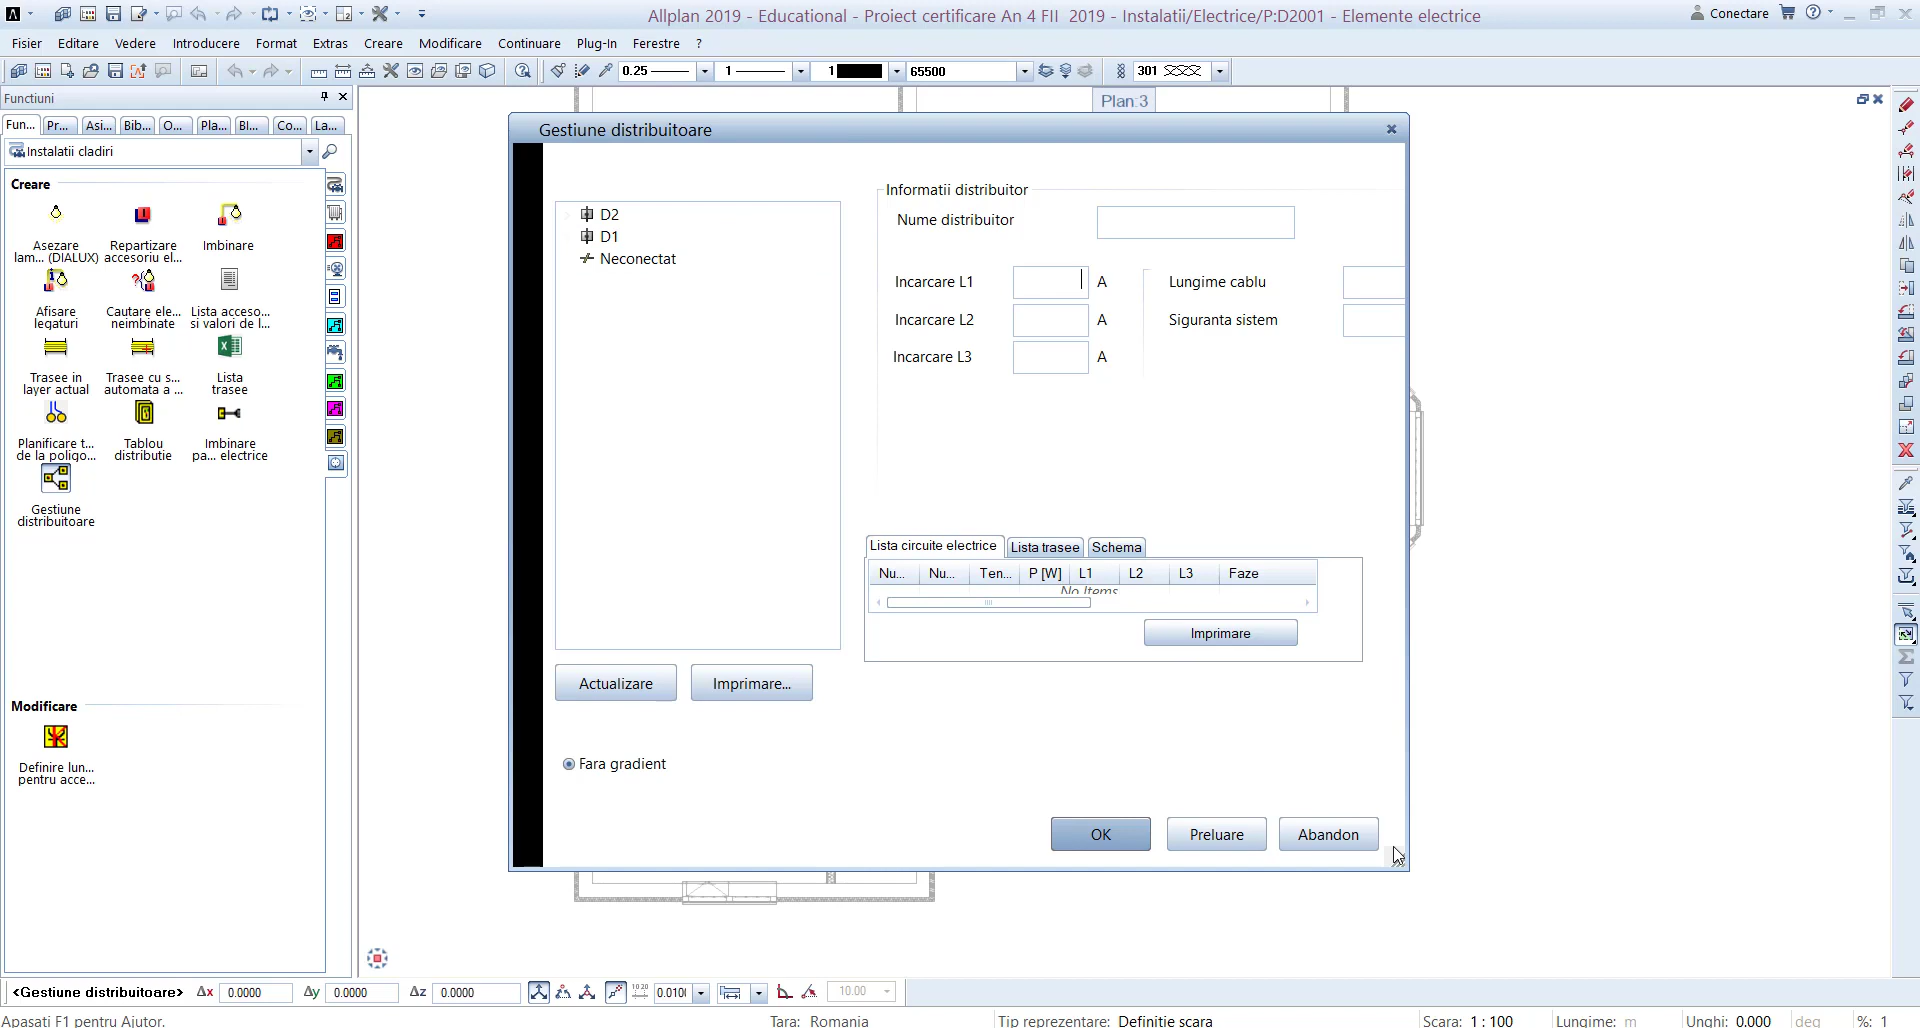 Allplan 2019 - Educational - Proiect certificare An 4 FII  2019 - Instalatii/Electrice/P:D2001 - Elemente electrice
Conectare
Fisier Editare Vedere Introducere Format Extras Creare Modificare Continuare Plug-In Ferestre ?
0.25 1 1 65500 301
Functiuni
Fun... Pr... Asi... Bib... O... Pla... Bl... Co... La...
Instalatii cladiri
Creare
Asezare lam... (DIALUX)
Repartizare accesoriu el...
Imbinare
Afisare legaturi
Cautare ele... neimbinate
Lista acceso... si valori de l...
Trasee in layer actual
Trasee cu s... automata a ...
Lista trasee
Planificare t... de la poligo...
Tablou distributie
Imbinare pa... electrice
Gestiune distribuitoare
Modificare
Definire lun... pentru acce...
Plan:3
Gestiune distribuitoare
D2
D1
Neconectat
Actualizare
Imprimare...
Fara gradient
Informatii distribuitor
Nume distribuitor
Incarcare L1 A
Lungime cablu
Incarcare L2 A
Siguranta sistem
Incarcare L3 A
Lista circuite electrice Lista trasee Schema
Nu... Nu... Ten... P [W] L1 L2 L3 Faze
No Items
Imprimare
OK Preluare Abandon
<Gestiune distribuitoare> Δx 0.0000 Δy 0.0000 Δz 0.0000 10.20 0.010( 10.00
Apasati F1 pentru Ajutor. Tara: Romania Tip reprezentare: Definitie scara Scara: 1 : 100 Lungime: m Unghi: 0.000 deg %: 1